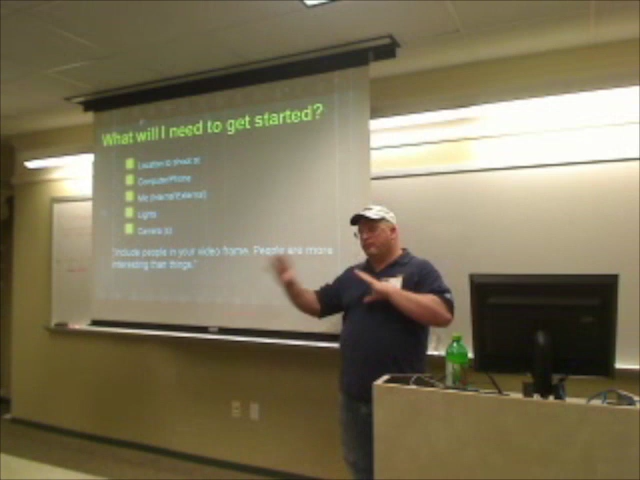 What will I need to get started?
Location to shoot at
Computer/Phone
Mic (Internal/External)
Lights
Camera (s)
"Include people in your video frame. People are more
interesting than things."